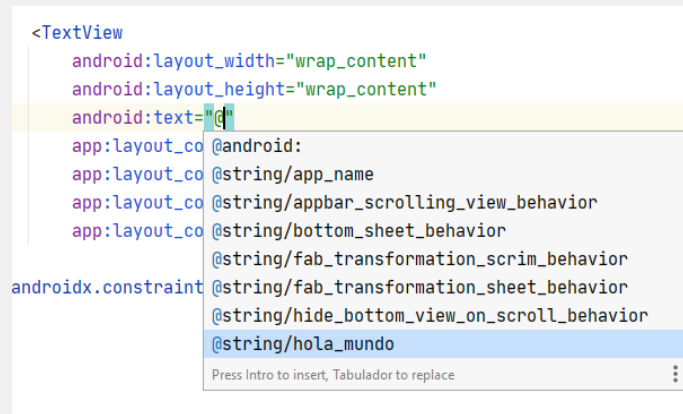 <TextView
android:layout_width="wrap_content"
android:layout_height="wrap_content"
android:text="@"
app:layout_co
app:layout_co
app:layout_co
app:layout_co
androidx.constraint
@android:
@string/app_name
@string/appbar_scrolling_view_behavior
@string/bottom_sheet_behavior
@string/fab_transformation_scrim_behavior
@string/fab_transformation_sheet_behavior
@string/hide_bottom_view_on_scroll_behavior
@string/hola_mundo
Press Intro to insert, Tabulador to replace